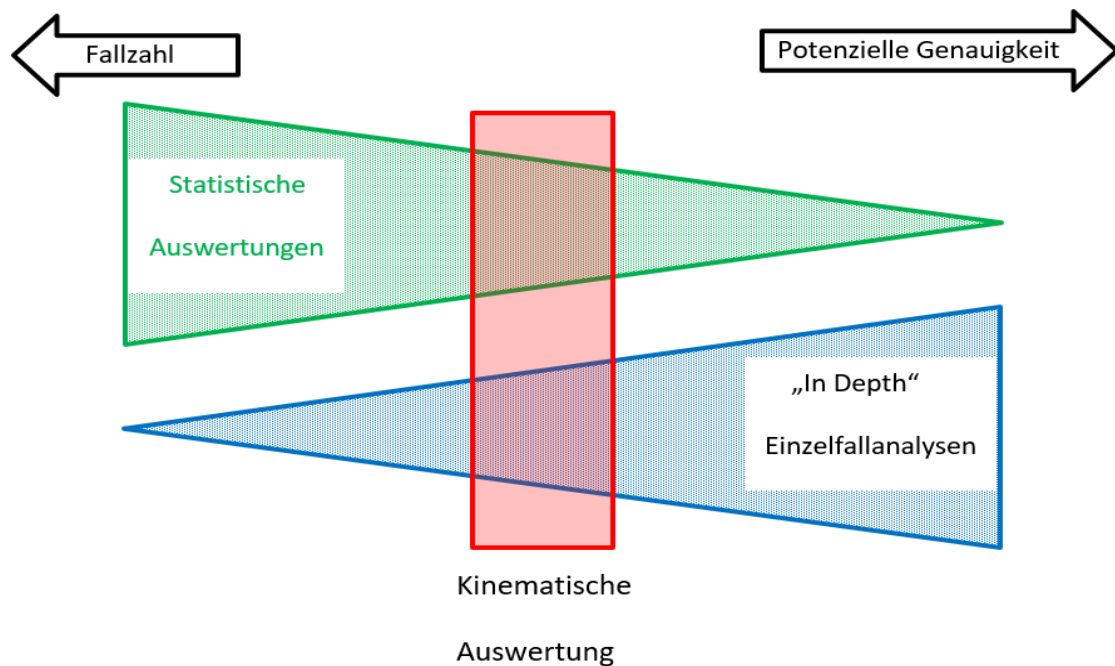 Fallzahl
Potenzielle Genauigkeit
Statistische
Auswertungen
„In Depth“
Einzelfallanalysen
Kinematische
Auswertung